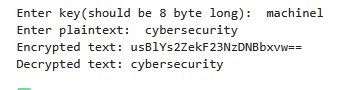 Enter key(should be 8 byte long):  machinel
Enter plaintext:  cybersecurity
Encrypted text: usBlYs2ZekF23NzDNBbxvw==
Decrypted text: cybersecurity